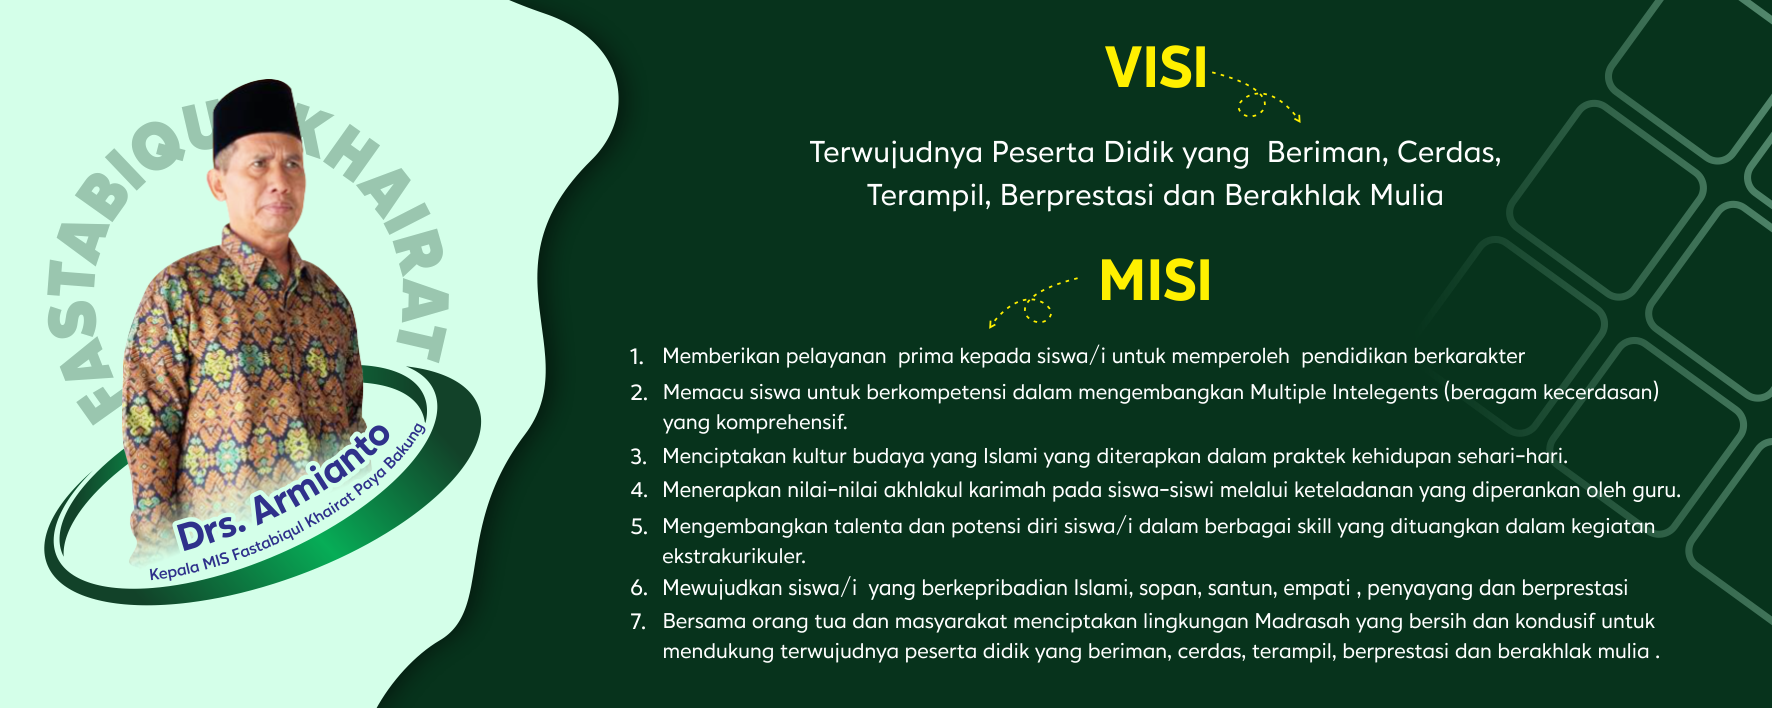 FASTABIQU KHAIRAT
Drs. Armianto
Kepala MIS Fastabiqul Khairat Paya Bakung
VISI
Terwujudnya Peserta Didik yang Beriman, Cerdas,
Terampil, Berprestasi dan Berakhlak Mulia
MISI
1. Memberikan pelayanan prima kepada siswa/i untuk memperoleh pendidikan berkarakter
2. Memacu siswa untuk berkompetensi dalam mengembangkan Multiple Intelegents (beragam kecerdasan)
yang komprehensif.
3. Menciptakan kultur budaya yang Islami yang diterapkan dalam praktek kehidupan sehari-hari.
4. Menerapkan nilai-nilai akhlakul karimah pada siswa-siswi melalui keteladanan yang diperankan oleh guru.
5. Mengembangkan talenta dan potensi diri siswa/i dalam berbagai skill yang dituangkan dalam kegiatan
ekstrakurikuler.
6. Mewujudkan siswa/i yang berkepribadian Islami, sopan, santun, empati , penyayang dan berprestasi
7. Bersama orang tua dan masyarakat menciptakan lingkungan Madrasah yang bersih dan kondusif untuk
mendukung terwujudnya peserta didik yang beriman, cerdas, terampil, berprestasi dan berakhlak mulia .